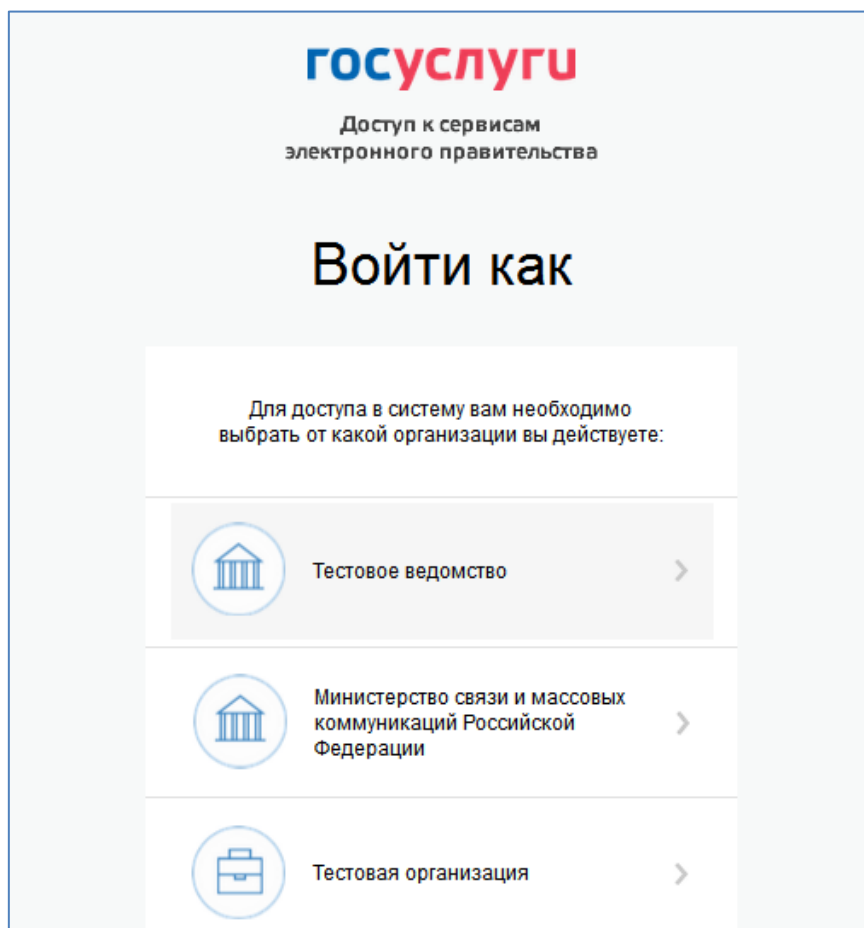 госуслуги
Доступ к сервисам
электронного правительства
Войти как
Для доступа в систему вам необходимо
выбрать от какой организации вы действуете:
Тестовое ведомство
Министерство связи и массовых
коммуникаций Российской
Федерации
Тестовая организация